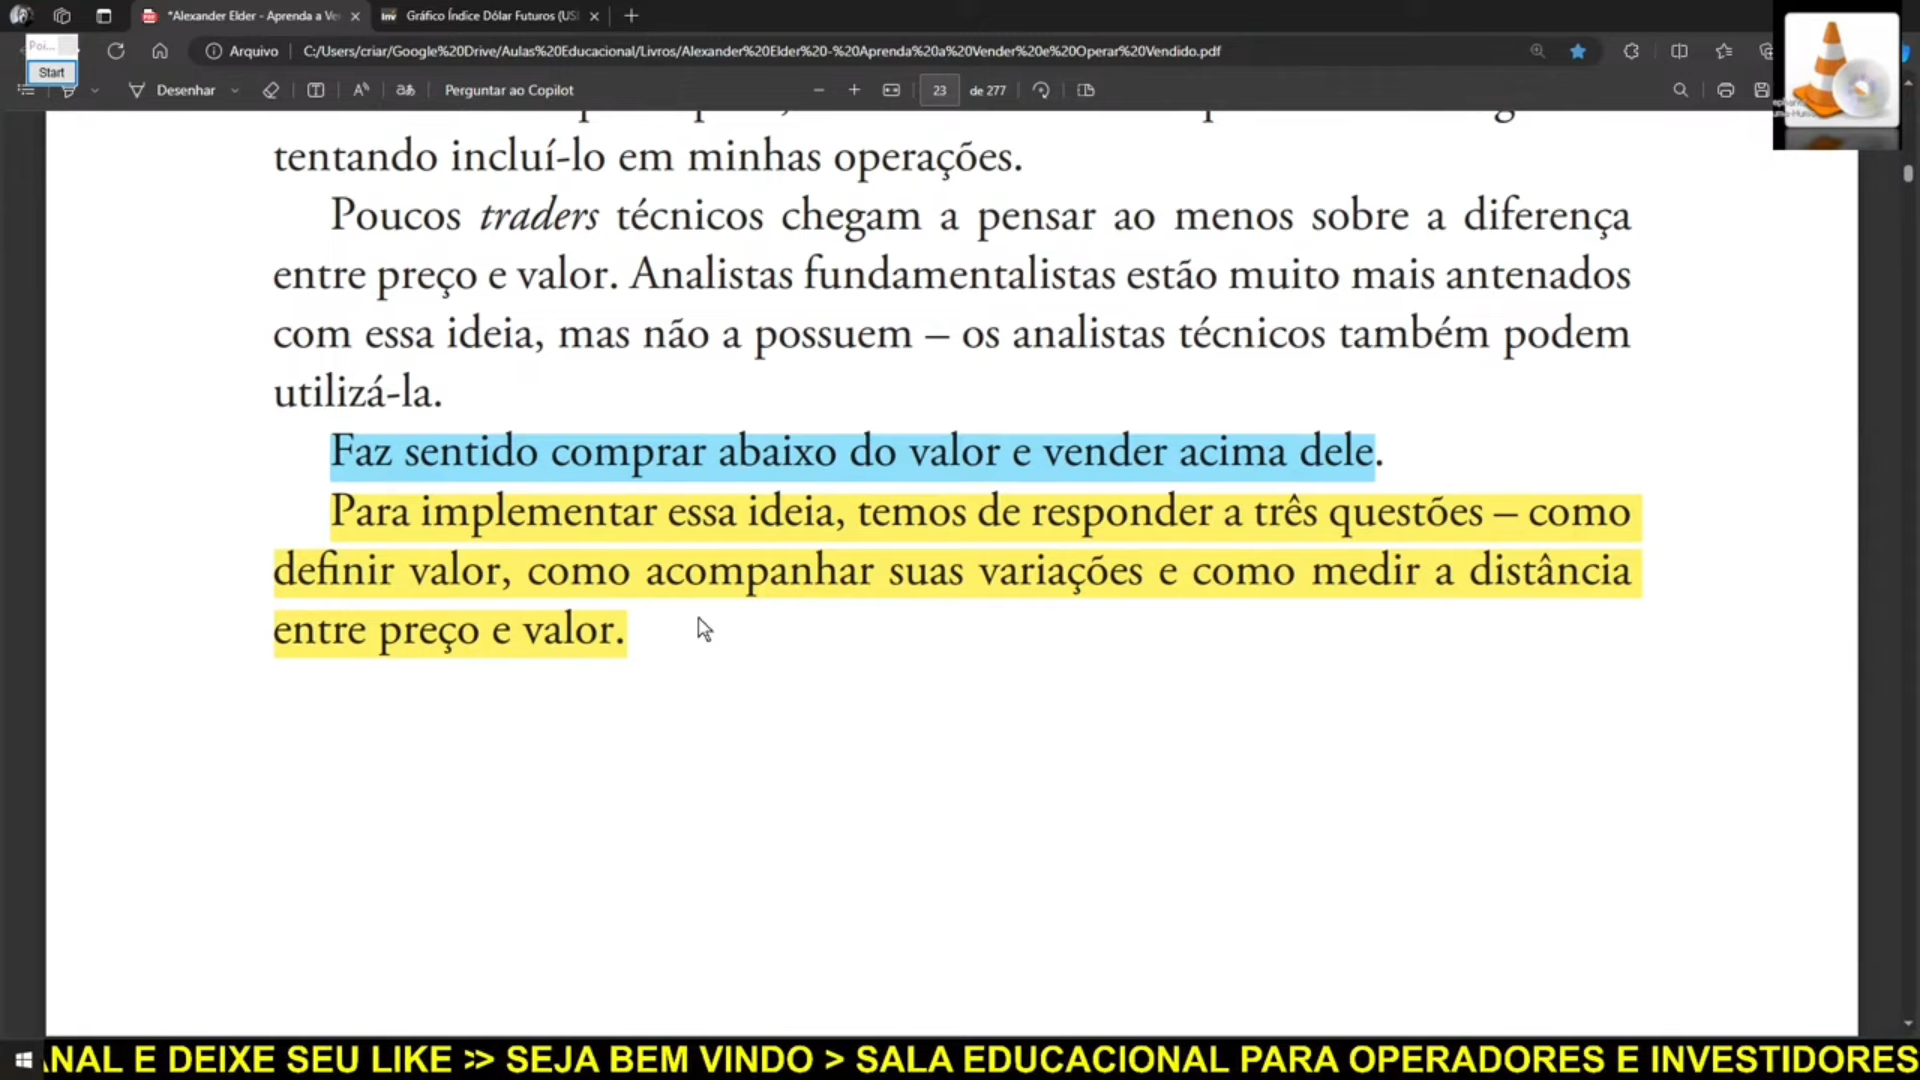 *Alexander Elder - Aprenda a Ve
Gráfico Índice Dólar Futuros (US
Poi...
Start
Arquivo
C:/Users/criar/Google%20Drive/Aulas%20Educacional/Livros/Alexander%20Elder%20-%20Aprenda%20a%20Vender%20e%20Operar%20Vendido.pdf
Desenhar
Perguntar ao Copilot
23
de 277
tentando incluí-lo em minhas operações.
Poucos traders técnicos chegam a pensar ao menos sobre a diferença
entre preço e valor. Analistas fundamentalistas estão muito mais antenados
com essa ideia, mas não a possuem – os analistas técnicos também podem
utilizá-la.
Faz sentido comprar abaixo do valor e vender acima dele.
Para implementar essa ideia, temos de responder a três questões – como
definir valor, como acompanhar suas variações e como medir a distância
entre preço e valor.
ANAL E DEIXE SEU LIKE >> SEJA BEM VINDO > SALA EDUCACIONAL PARA OPERADORES E INVESTIDORES